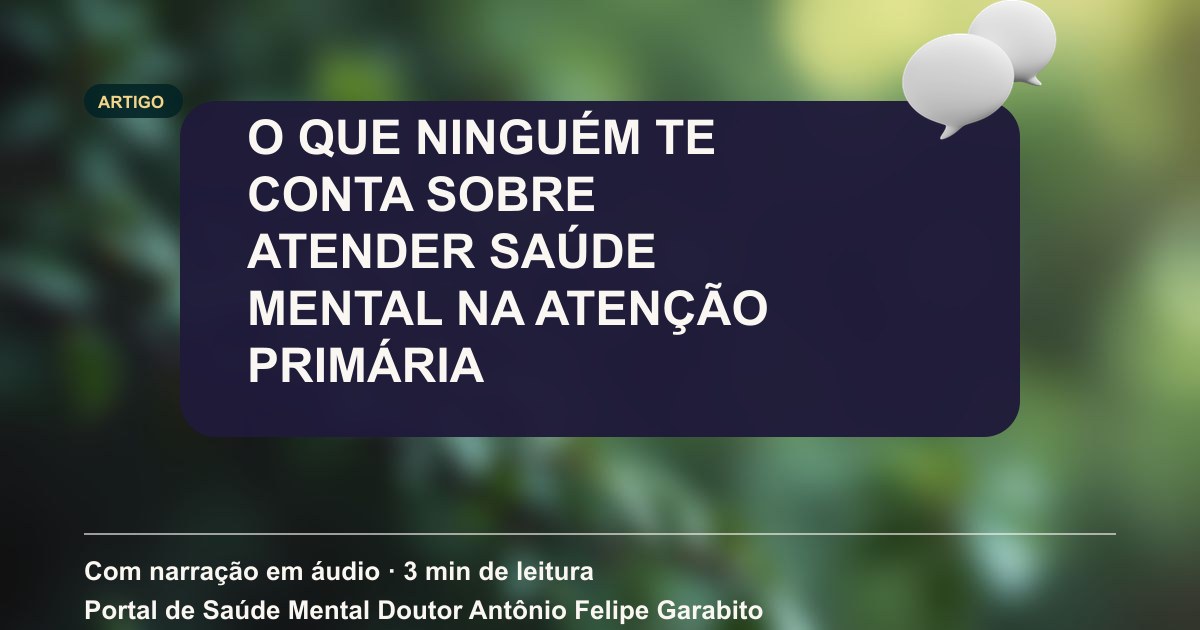 ARTIGO
O QUE NINGUÉM TE
CONTA SOBRE
ATENDER SAÚDE
MENTAL NA ATENÇÃO
PRIMÁRIA
Com narração em áudio · 3 min de leitura
Portal de Saúde Mental Doutor Antônio Felipe Garabito